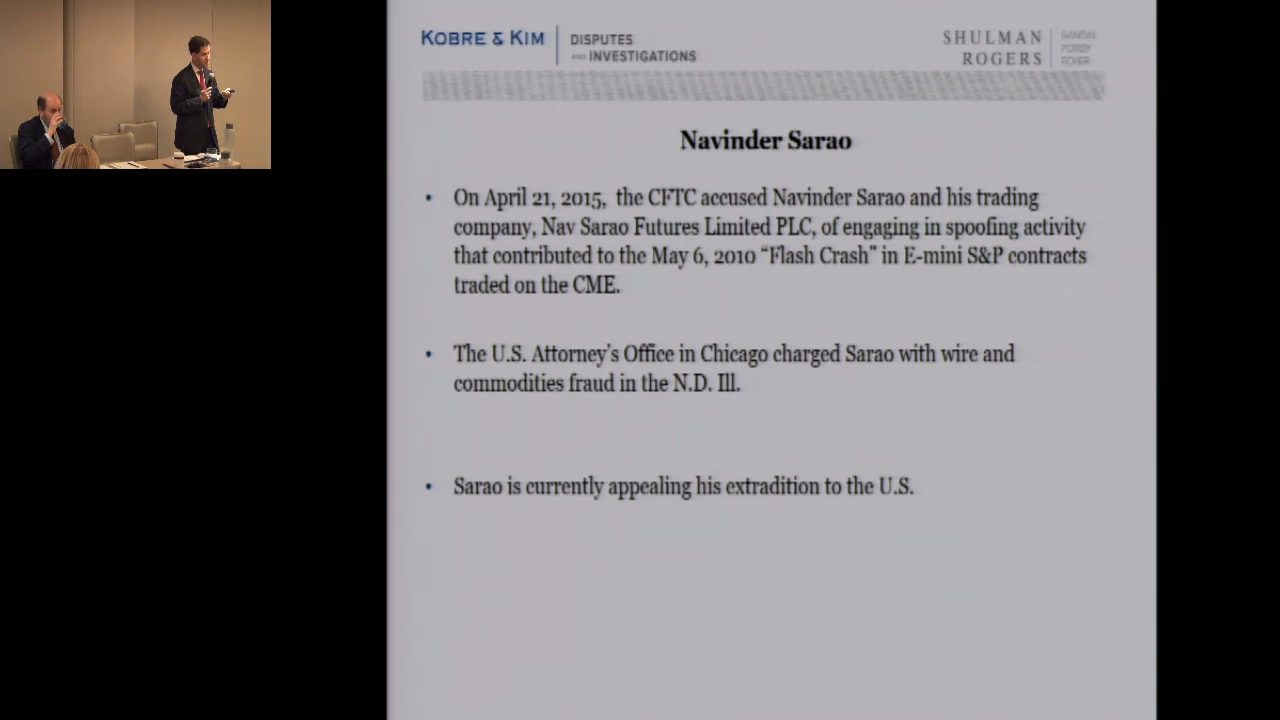 KOBRE & KIM
DISPUTES
AND INVESTIGATIONS
SHULMAN
ROGERS
GANDAL
PORDY
ECKER
Navinder Sarao
• On April 21, 2015, the CFTC accused Navinder Sarao and his trading
company, Nav Sarao Futures Limited PLC, of engaging in spoofing activity
that contributed to the May 6, 2010 “Flash Crash” in E-mini S&P contracts
traded on the CME.
• The U.S. Attorney’s Office in Chicago charged Sarao with wire and
commodities fraud in the N.D. Ill.
• Sarao is currently appealing his extradition to the U.S.